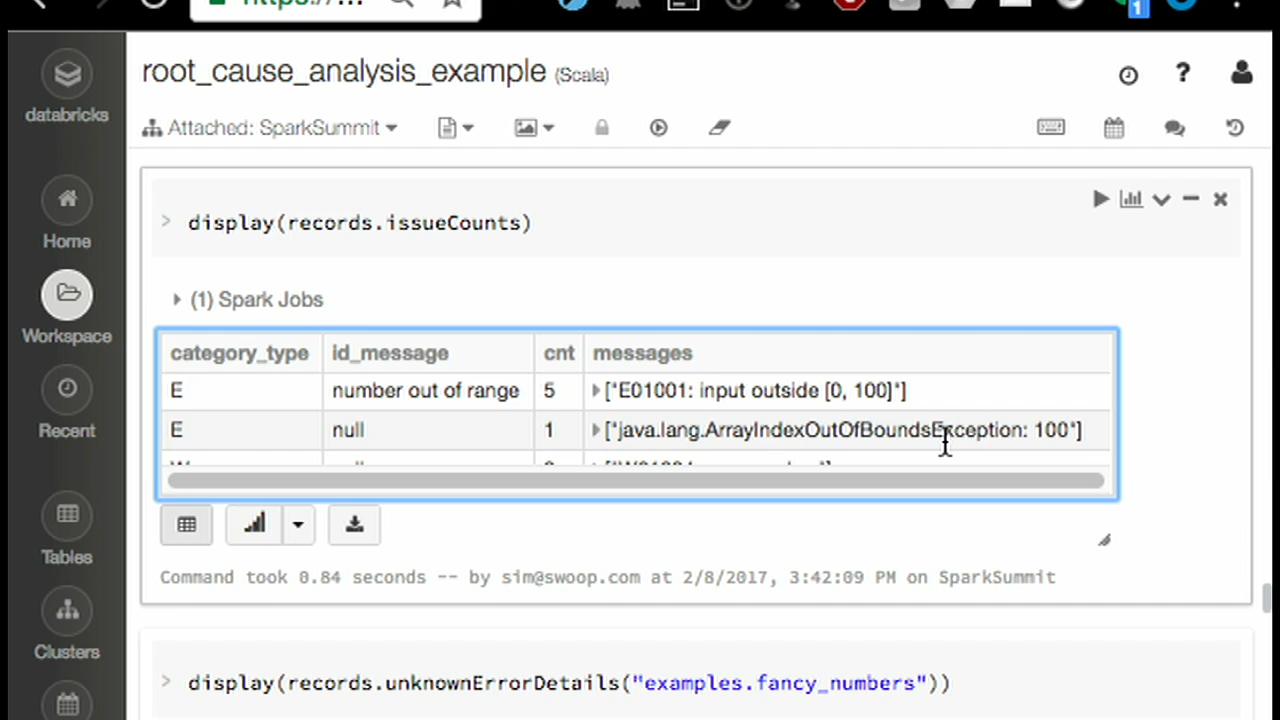 https://...
1
databricks
root_cause_analysis_example (Scala)
?
Attached: SparkSummit
Home
Workspace
Recent
Tables
Clusters
> display(records.issueCounts)
(1) Spark Jobs
category_type id_message cnt messages
E number out of range 5 ["E01001: input outside [0, 100]"]
E null 1 ["java.lang.ArrayIndexOutOfBoundsException: 100"]
Command took 0.84 seconds -- by sim@swoop.com at 2/8/2017, 3:42:09 PM on SparkSummit
> display(records.unknownErrorDetails("examples.fancy_numbers"))